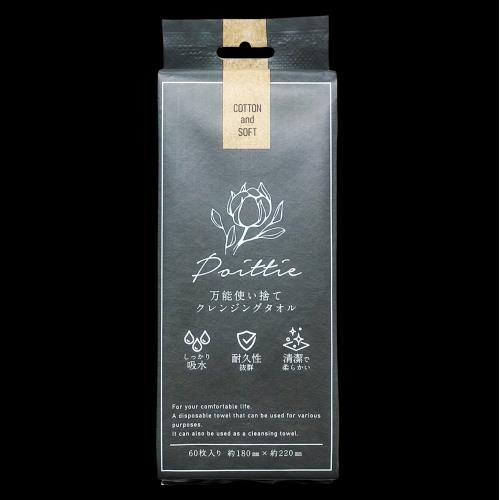 COTTON
and
SOFT
Poittie
万能使い捨て
クレンジングタオル
しっかり
吸水
耐久性
抜群
清潔で
柔らかい
For your comfortable life.
A disposable towel that can be used for various
purposes.
It can also be used as a cleansing towel.
60枚入り 約180㎜×約220㎜